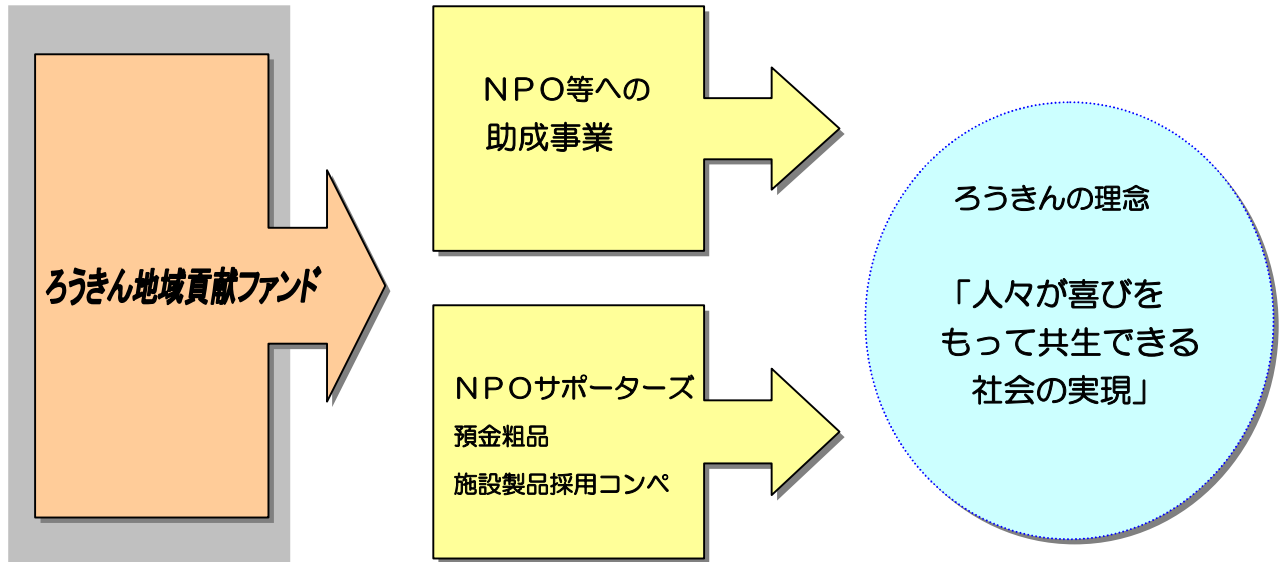 ろうきん地域貢献ファンド
ＮＰＯ等への
助成事業
ＮＰＯサポーターズ
預金粗品
施設製品採用コンペ
ろうきんの理念
「人々が喜びを
もって共生できる
社会の実現」